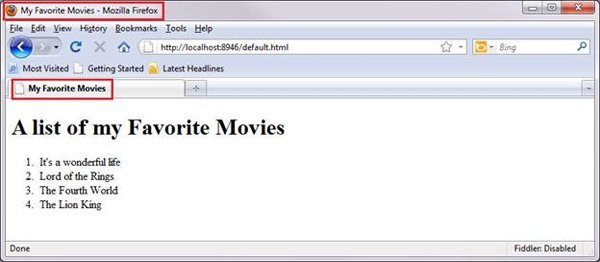 My Favorite Movies - Mozilla Firefox
File Edit View History Bookmarks Tools Help
http://localhost:8946/default.html Bing
Most Visited Getting Started Latest Headlines
My Favorite Movies
A list of my Favorite Movies
1. It's a wonderful life
2. Lord of the Rings
3. The Fourth World
4. The Lion King
Done Fiddler: Disabled